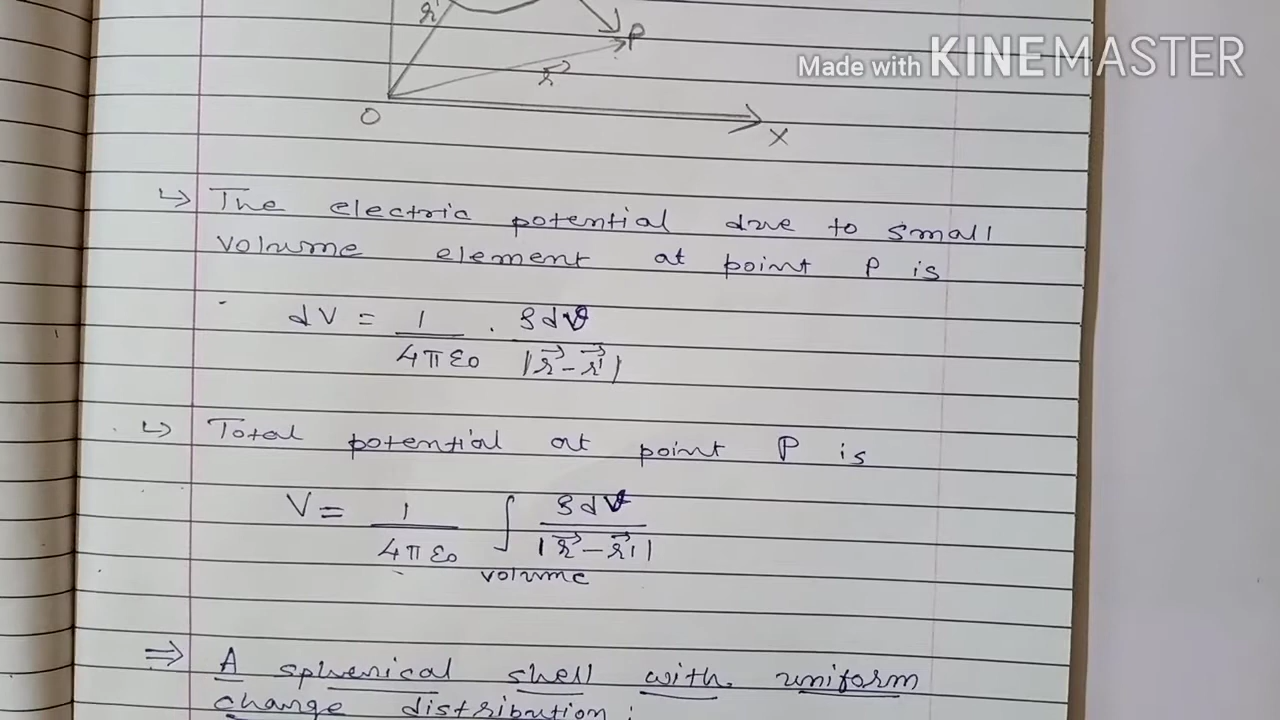 r'
P
Made with KINEMASTER
r⃗
O
X
↳ The electric potential due to small
volume element at point P is
dV = 1/4πε₀ . ρdv/|r⃗ - r⃗'|
↳ Total potential at point P is
V = 1/4πε₀ ∫ ρdv/|r⃗ - r⃗'|
volume
⇒ A spherical shell with uniform
charge distribution: